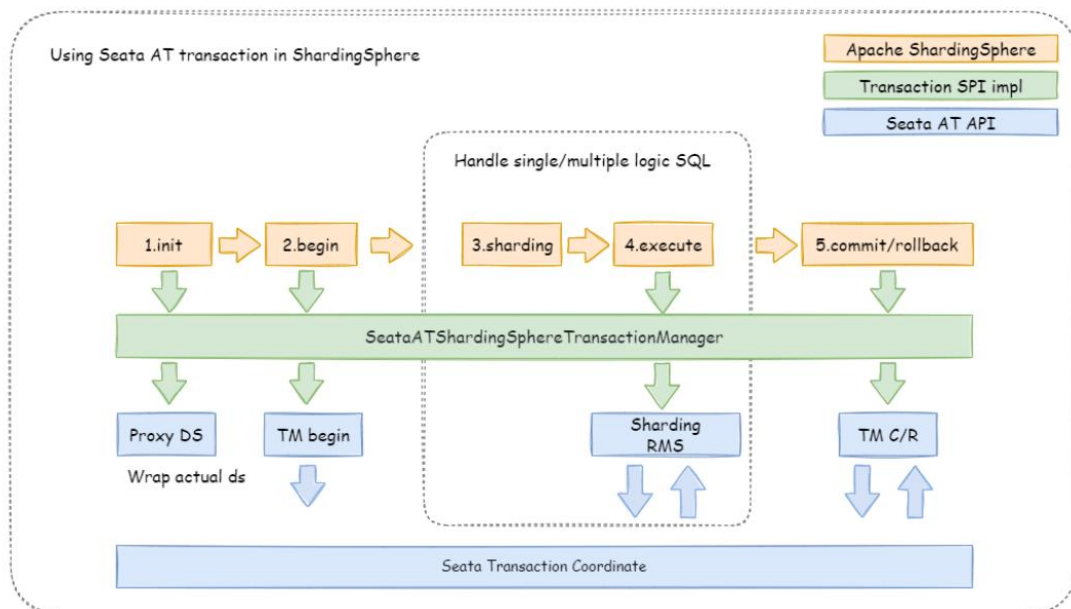 Using Seata AT transaction in ShardingSphere
Apache ShardingSphere
Transaction SPI impl
Seata AT API
Handle single/multiple logic SQL
1.init
2.begin
3.sharding
4.execute
5.commit/rollback
SeataATShardingSphereTransactionManager
Proxy DS
TM begin
Sharding
RMS
TM C/R
Wrap actual ds
Seata Transaction Coordinate